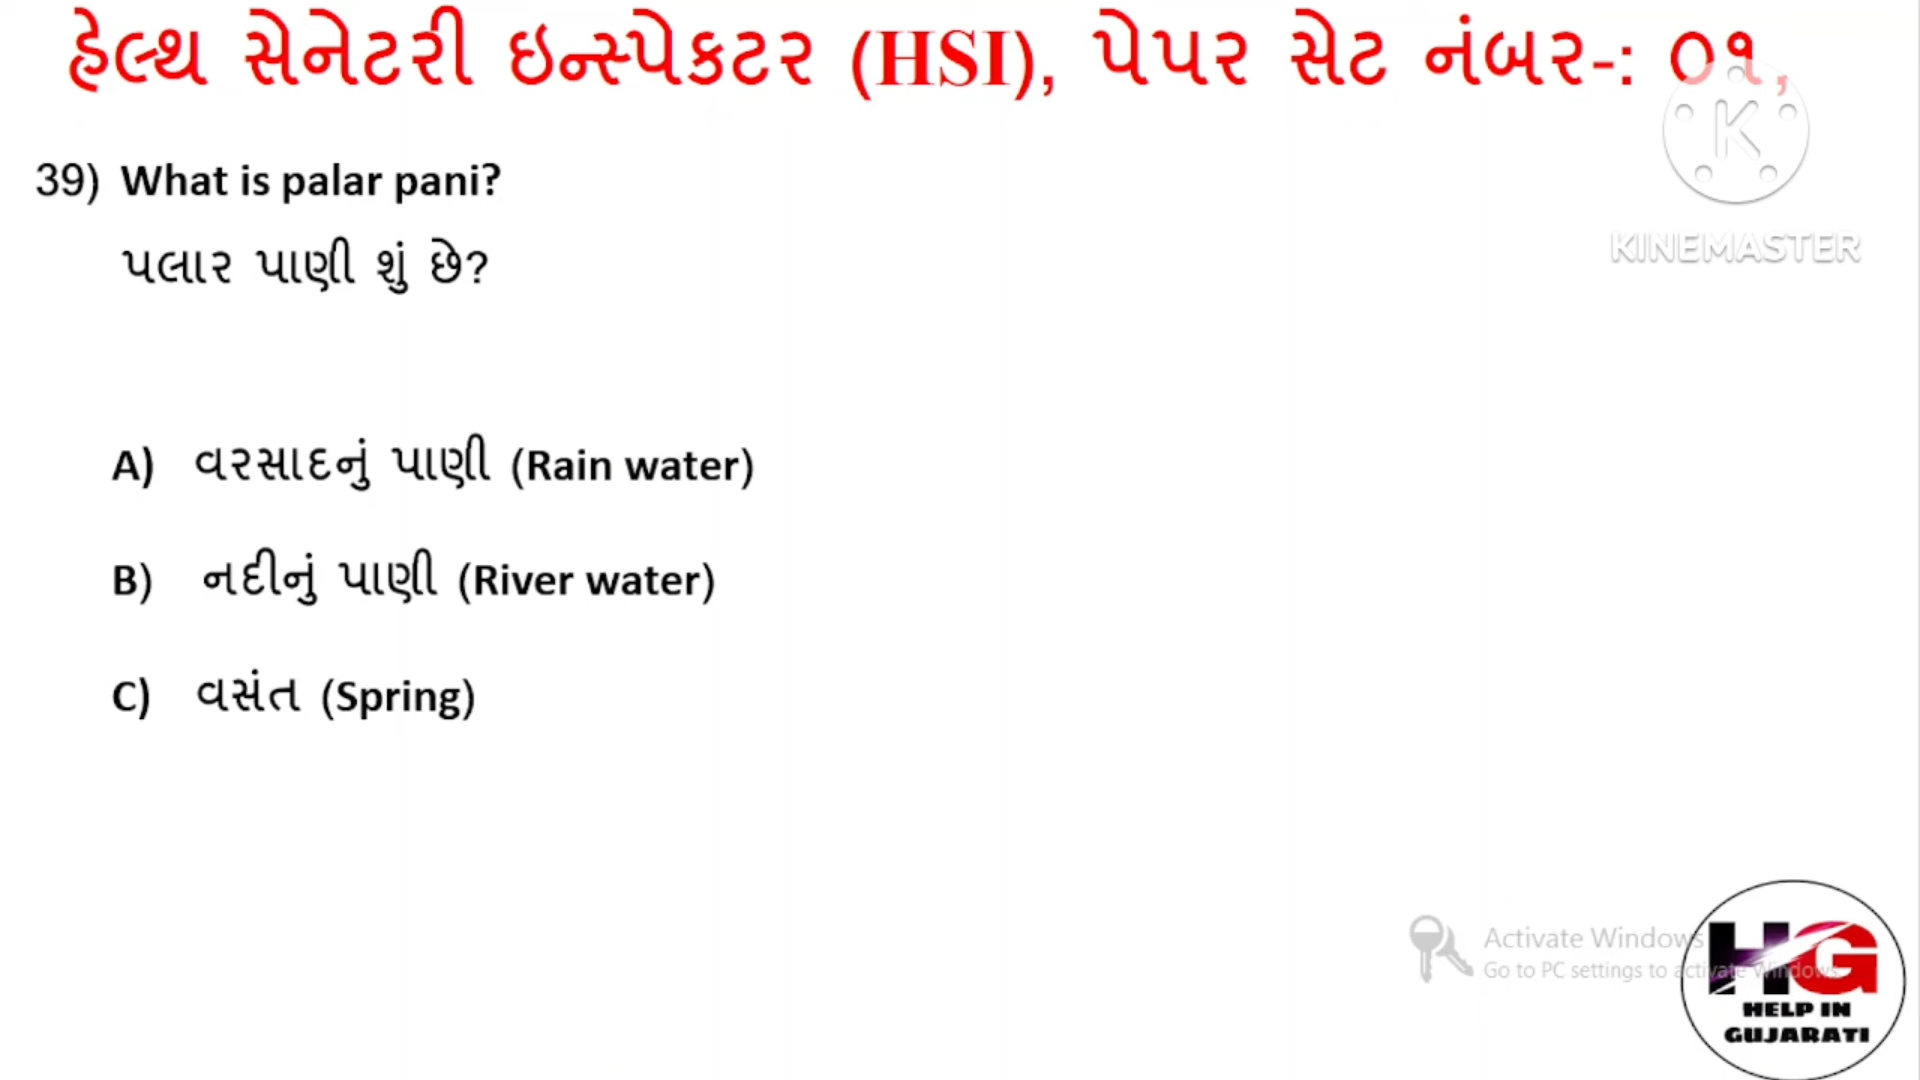 હેલ્થ સેનેટરી ઇન્સ્પેકટર (HSI), પેપર સેટ નંબર-: ૦૧,
K
KINEMASTER
39) What is palar pani?
પલાર પાણી શું છે?
A) વરસાદનું પાણી (Rain water)
B) નદીનું પાણી (River water)
C) વસંત (Spring)
Activate Windows
Go to PC settings to activate Windows.
HG
HELP IN
GUJARATI